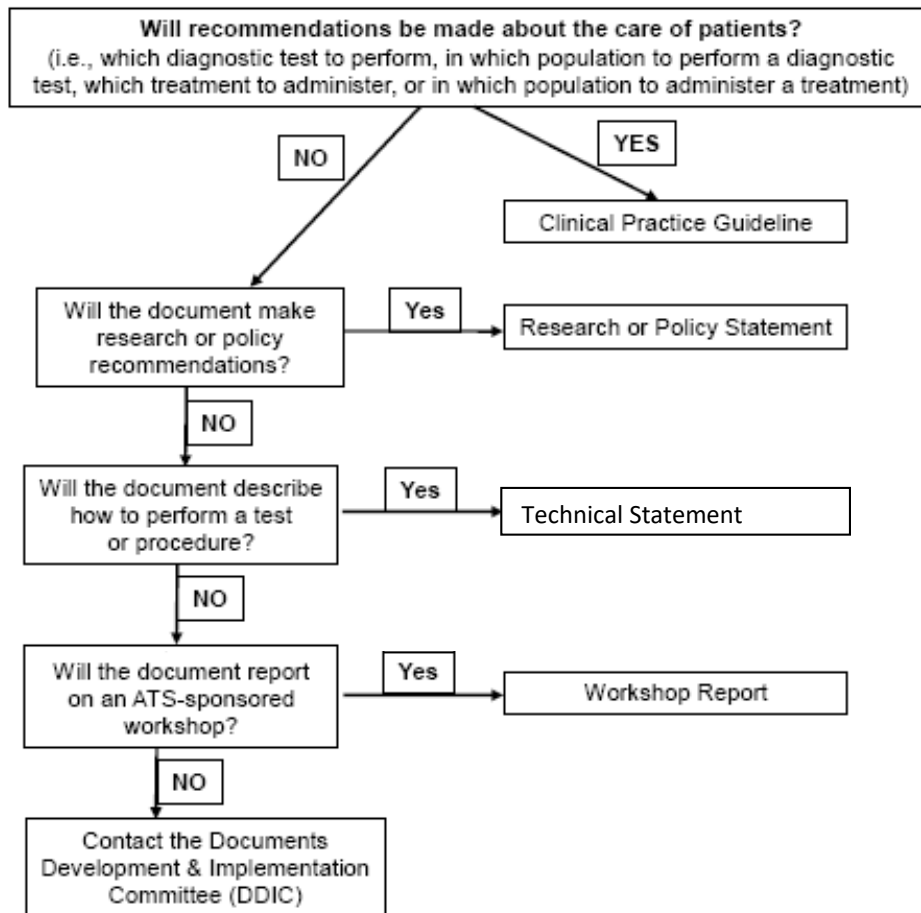 Will recommendations be made about the care of patients?
(i.e., which diagnostic test to perform, in which population to perform a diagnostic
test, which treatment to administer, or in which population to administer a treatment)
NO
YES
Clinical Practice Guideline
Will the document make
research or policy
recommendations?
Yes
Research or Policy Statement
NO
Will the document describe
how to perform a test
or procedure?
Yes
Technical Statement
NO
Will the document report
on an ATS-sponsored
workshop?
Yes
Workshop Report
NO
Contact the Documents
Development & Implementation
Committee (DDIC)